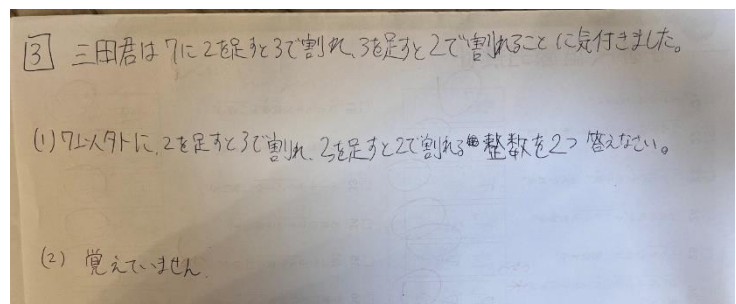 3 三田君は7に2を足すと3で割れ、3を足すと2で割れることに気付きました。
(1) 7以外に、2を足すと3で割れ、3を足すと2で割れる整数を2つ答えなさい。
(2) 覚えていません。